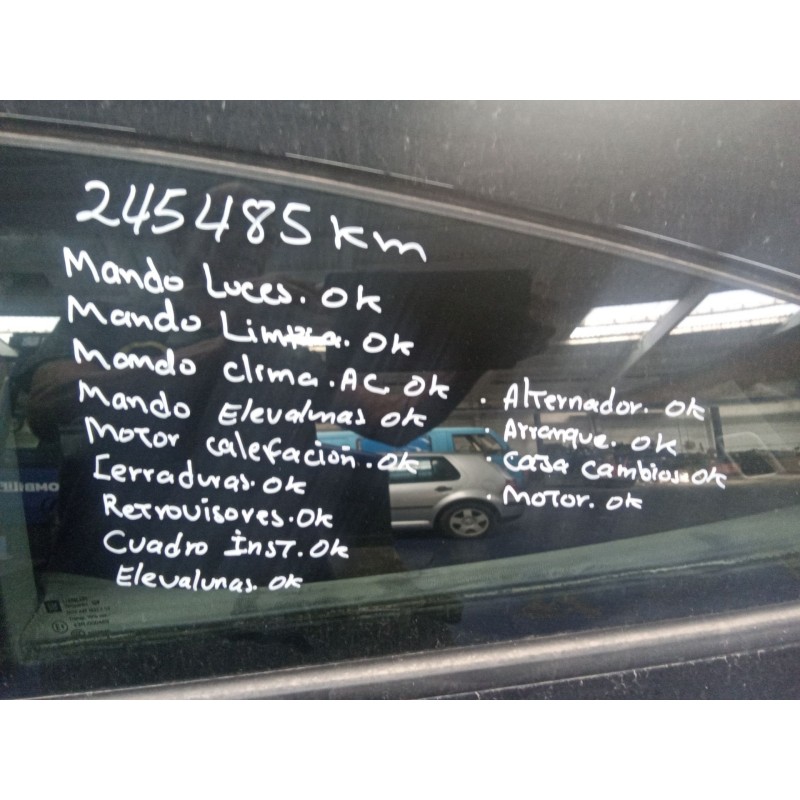 245485 km
Mando Luces. OK
Mando Limpia. OK
Mando clima. AC OK
Mando Elevalunas OK
Motor calefacion. OK
Cerraduras. OK
Retrovisores. OK
Cuadro Inst. OK
Elevalunas. OK
· Alternador. OK
· Arranque. OK
· Casa cambios. OK
· Motor. OK